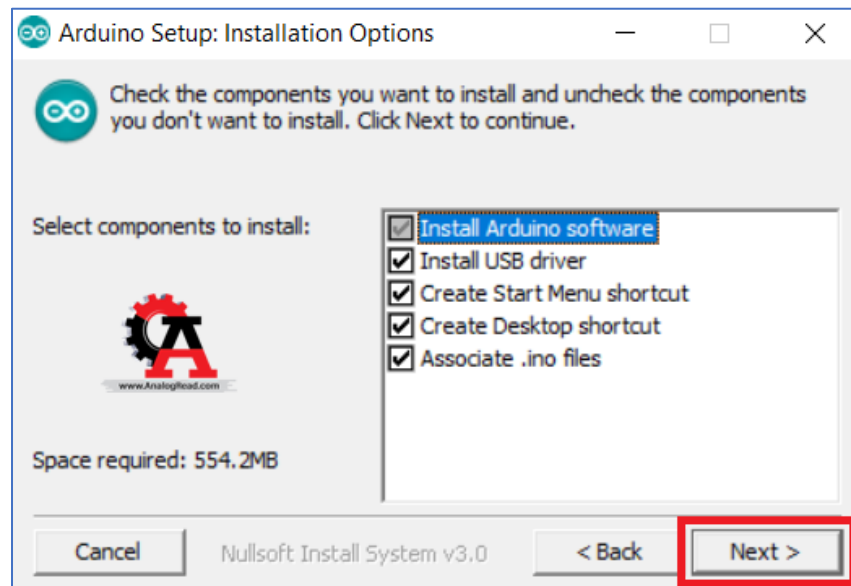 Arduino Setup: Installation Options
Check the components you want to install and uncheck the components
you don't want to install. Click Next to continue.
Select components to install:
Install Arduino software
Install USB driver
Create Start Menu shortcut
Create Desktop shortcut
Associate .ino files
A
www.AnalogRead.com
Space required: 554.2MB
Cancel
Nullsoft Install System v3.0
< Back
Next >